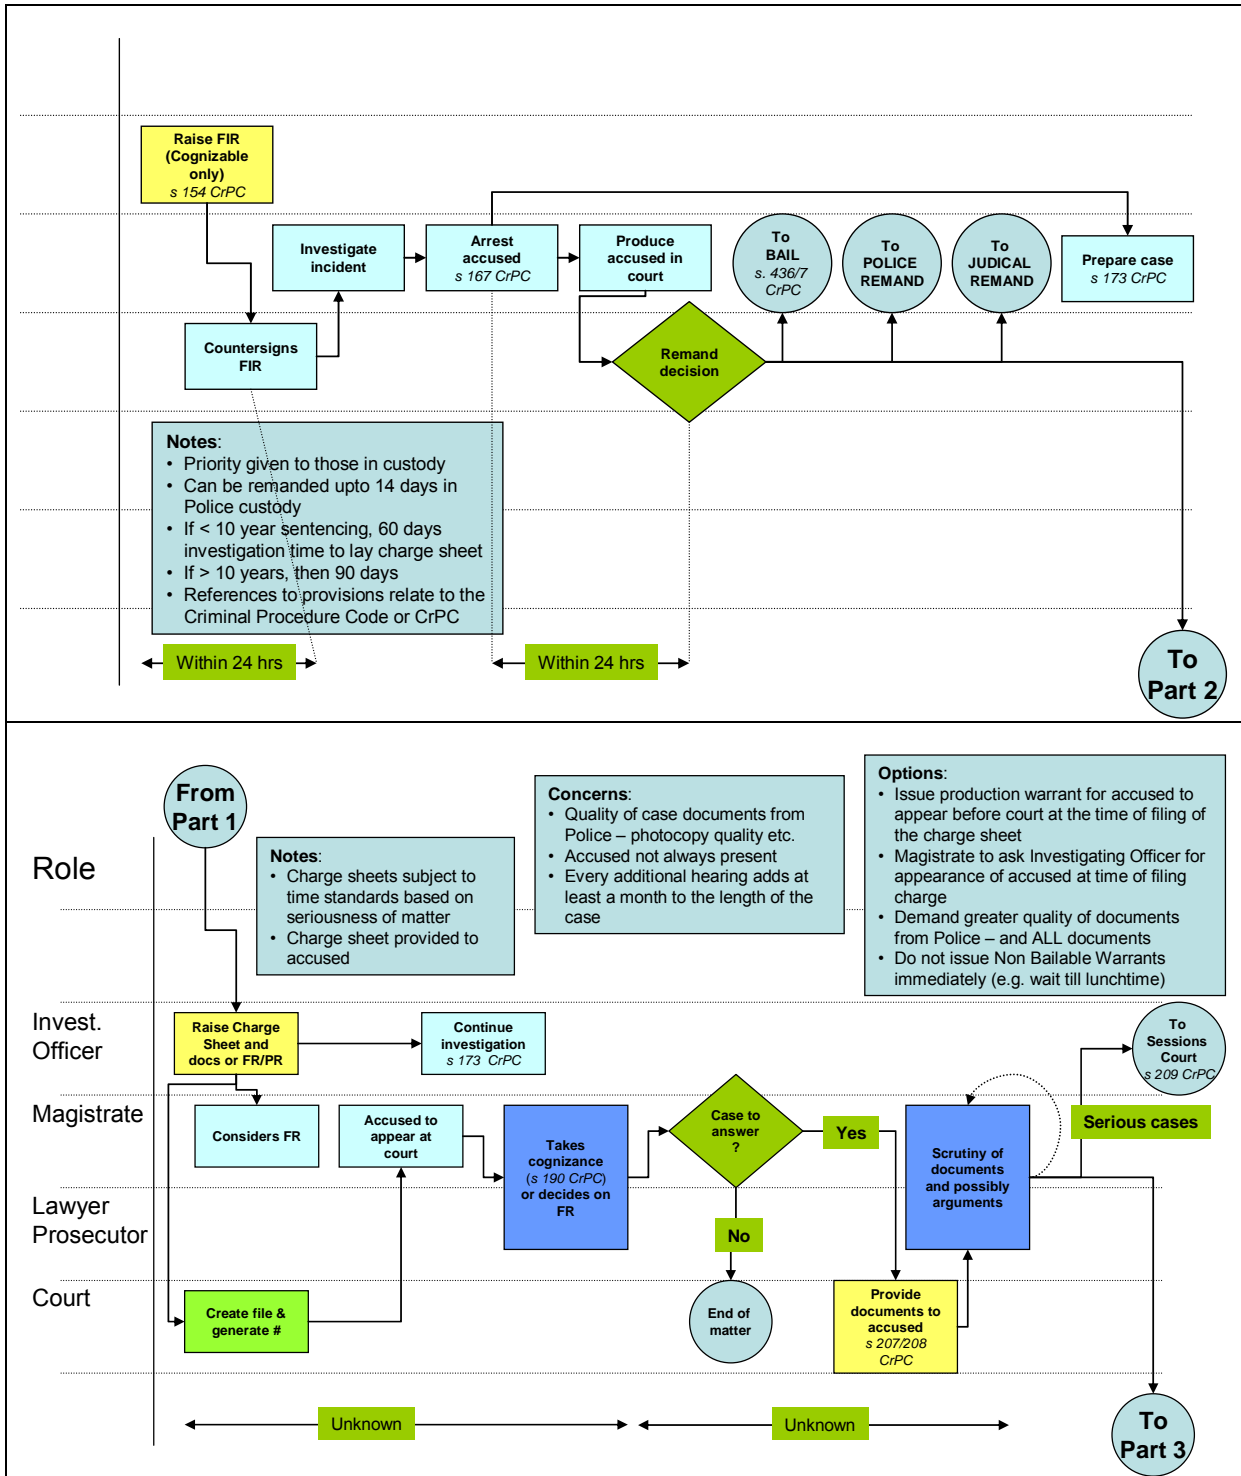 Raise FIR
(Cognizable
only)
s 154 CrPC
Investigate
incident
Arrest
accused
s 167 CrPC
Produce
accused in
court
To
BAIL
s. 436/7
CrPC
To
POLICE
REMAND
To
JUDICAL
REMAND
Prepare case
s 173 CrPC
Countersigns
FIR
Remand
decision
Notes:
• Priority given to those in custody
• Can be remanded upto 14 days in
Police custody
• If < 10 year sentencing, 60 days
investigation time to lay charge sheet
• If > 10 years, then 90 days
• References to provisions relate to the
Criminal Procedure Code or CrPC
Within 24 hrs
Within 24 hrs
To
Part 2
From
Part 1
Role
Notes:
• Charge sheets subject to
time standards based on
seriousness of matter
• Charge sheet provided to
accused
Concerns:
• Quality of case documents from
Police – photocopy quality etc.
• Accused not always present
• Every additional hearing adds at
least a month to the length of the
case
Options:
• Issue production warrant for accused to
appear before court at the time of filing of
the charge sheet
• Magistrate to ask Investigating Officer for
appearance of accused at time of filing
charge
• Demand greater quality of documents
from Police – and ALL documents
• Do not issue Non Bailable Warrants
immediately (e.g. wait till lunchtime)
Invest.
Officer
Raise Charge
Sheet and
docs or FR/PR
Continue
investigation
s 173 CrPC
To
Sessions
Court
s 209 CrPC
Magistrate
Considers FR
Accused to
appear at
court
Takes
cognizance
(s 190 CrPC)
or decides on
FR
Case to
answer
?
Yes
Scrutiny of
documents
and possibly
arguments
Serious cases
Lawyer
Prosecutor
No
Court
Create file &
generate #
End of
matter
Provide
documents to
accused
s 207/208
CrPC
Unknown
Unknown
To
Part 3